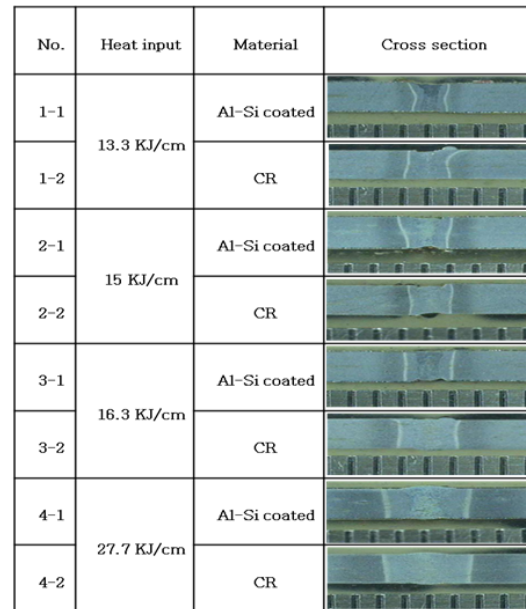 No. Heat input Material Cross section
1-1 13.3 KJ/cm Al-Si coated
1-2 CR
2-1 15 KJ/cm Al-Si coated
2-2 CR
3-1 16.3 KJ/cm Al-Si coated
3-2 CR
4-1 27.7 KJ/cm Al-Si coated
4-2 CR